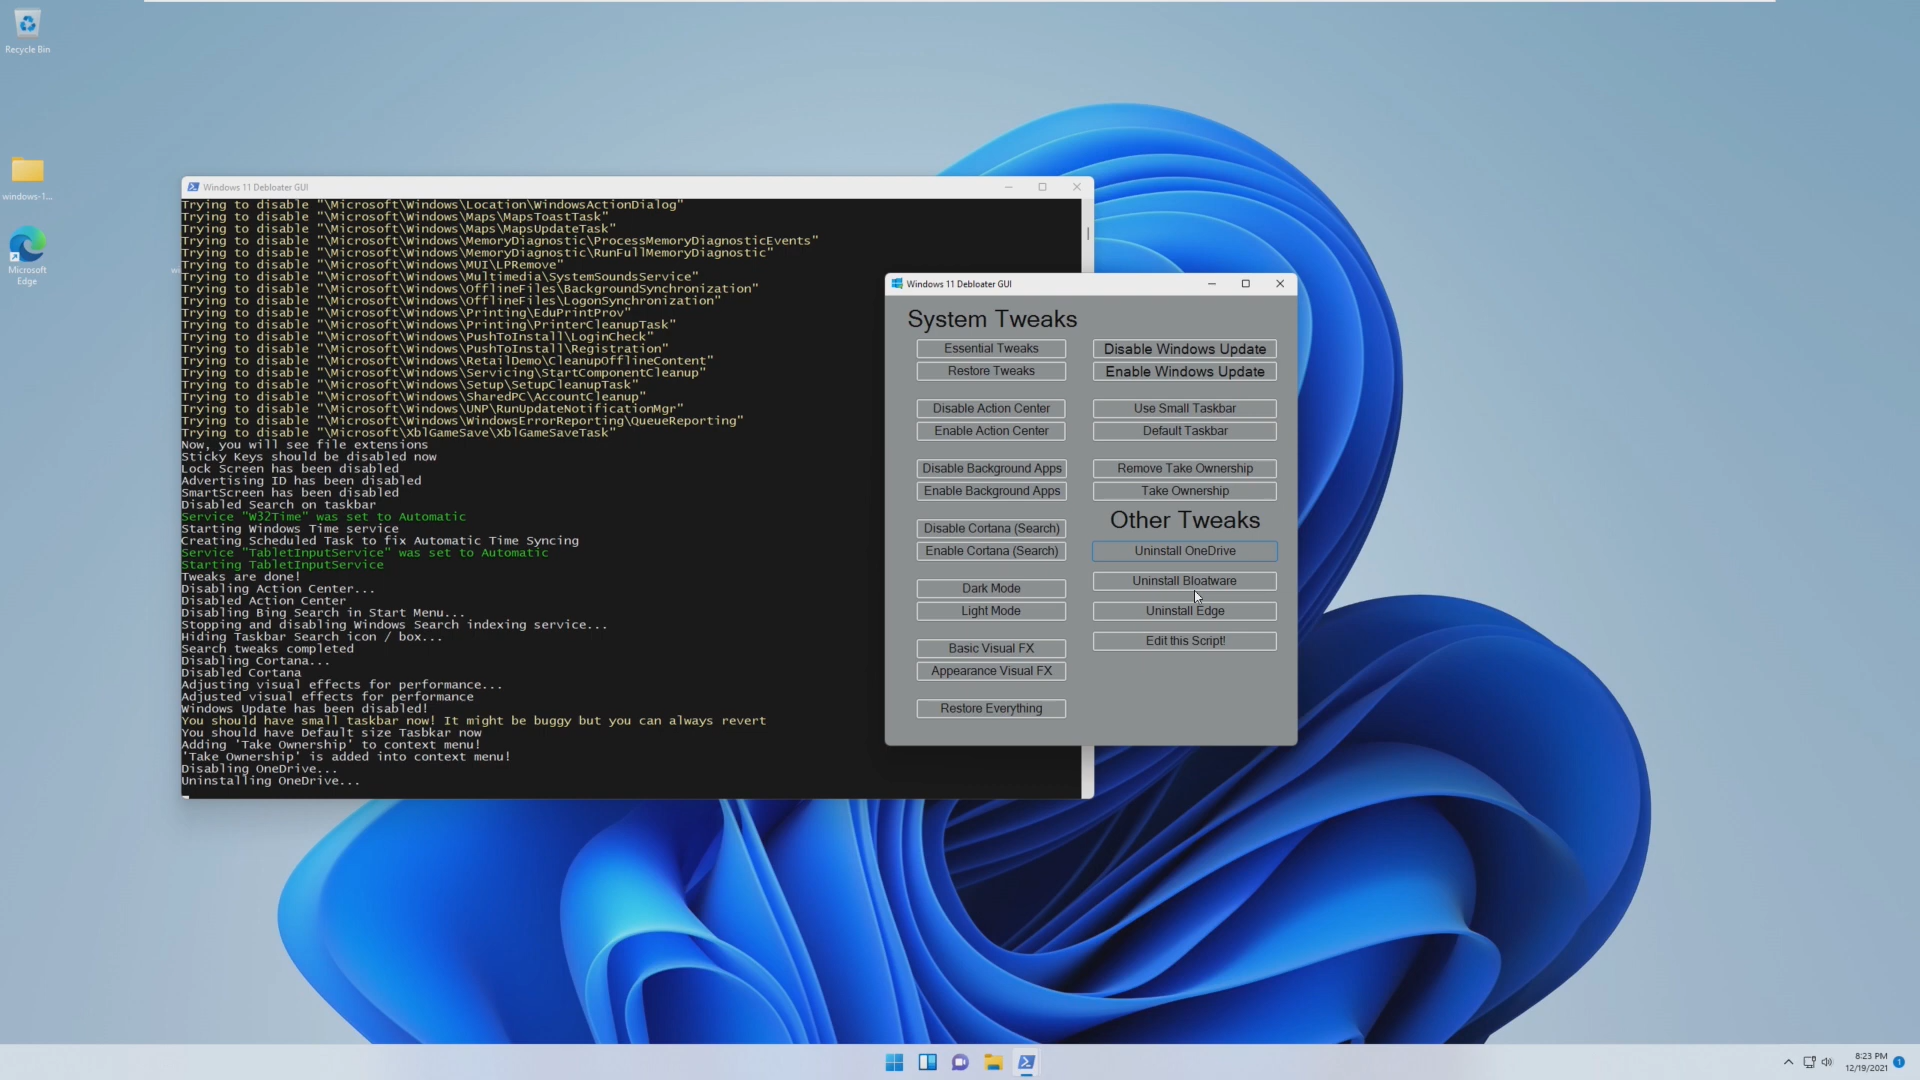 Recycle Bin
windows-1...
Microsoft
Edge
Windows 11 Debloater GUI
Trying to disable "\Microsoft\Windows\Location\WindowsActionDialog"
Trying to disable "\Microsoft\Windows\Maps\MapsToastTask"
Trying to disable "\Microsoft\Windows\Maps\MapsUpdateTask"
Trying to disable "\Microsoft\Windows\MemoryDiagnostic\ProcessMemoryDiagnosticEvents"
Trying to disable "\Microsoft\Windows\MemoryDiagnostic\RunFullMemoryDiagnostic"
Trying to disable "\Microsoft\Windows\MUI\LPRemove"
Trying to disable "\Microsoft\Windows\Multimedia\SystemSoundsService"
Trying to disable "\Microsoft\Windows\OfflineFiles\BackgroundSynchronization"
Trying to disable "\Microsoft\Windows\OfflineFiles\LogonSynchronization"
Trying to disable "\Microsoft\Windows\Printing\EduPrintProv"
Trying to disable "\Microsoft\Windows\Printing\PrinterCleanupTask"
Trying to disable "\Microsoft\Windows\PushToInstall\LoginCheck"
Trying to disable "\Microsoft\Windows\PushToInstall\Registration"
Trying to disable "\Microsoft\Windows\RetailDemo\CleanupOfflineContent"
Trying to disable "\Microsoft\Windows\Servicing\StartComponentCleanup"
Trying to disable "\Microsoft\Windows\Setup\SetupCleanupTask"
Trying to disable "\Microsoft\Windows\SharedPC\AccountCleanup"
Trying to disable "\Microsoft\Windows\UNP\RunUpdateNotificationMgr"
Trying to disable "\Microsoft\Windows\WindowsErrorReporting\QueueReporting"
Trying to disable "\Microsoft\XblGameSave\XblGameSaveTask"
Now, you will see file extensions
Sticky Keys should be disabled now
Lock Screen has been disabled
Advertising ID has been disabled
SmartScreen has been disabled
Disabled Search on taskbar
Service "W32Time" was set to Automatic
Starting Windows Time service
Creating Scheduled Task to fix Automatic Time Syncing
Service "TabletInputService" was set to Automatic
Starting TabletInputService
Tweaks are done!
Disabling Action Center...
Disabled Action Center
Disabling Bing Search in Start Menu...
Stopping and disabling Windows Search indexing service...
Hiding Taskbar Search icon / box...
Search tweaks completed
Disabling Cortana...
Disabled Cortana
Adjusting visual effects for performance...
Adjusted visual effects for performance
Windows Update has been disabled!
You should have small taskbar now! It might be buggy but you can always revert
You should have Default size Tasbkar now
Adding 'Take Ownership' to context menu!
'Take Ownership' is added into context menu!
Disabling OneDrive...
Uninstalling OneDrive...
Windows 11 Debloater GUI
System Tweaks
Essential Tweaks
Restore Tweaks
Disable Action Center
Enable Action Center
Disable Background Apps
Enable Background Apps
Disable Cortana (Search)
Enable Cortana (Search)
Dark Mode
Light Mode
Basic Visual FX
Appearance Visual FX
Restore Everything
Disable Windows Update
Enable Windows Update
Use Small Taskbar
Default Taskbar
Remove Take Ownership
Take Ownership
Other Tweaks
Uninstall OneDrive
Uninstall Bloatware
Uninstall Edge
Edit this Script!
8:23 PM
12/19/2021
1